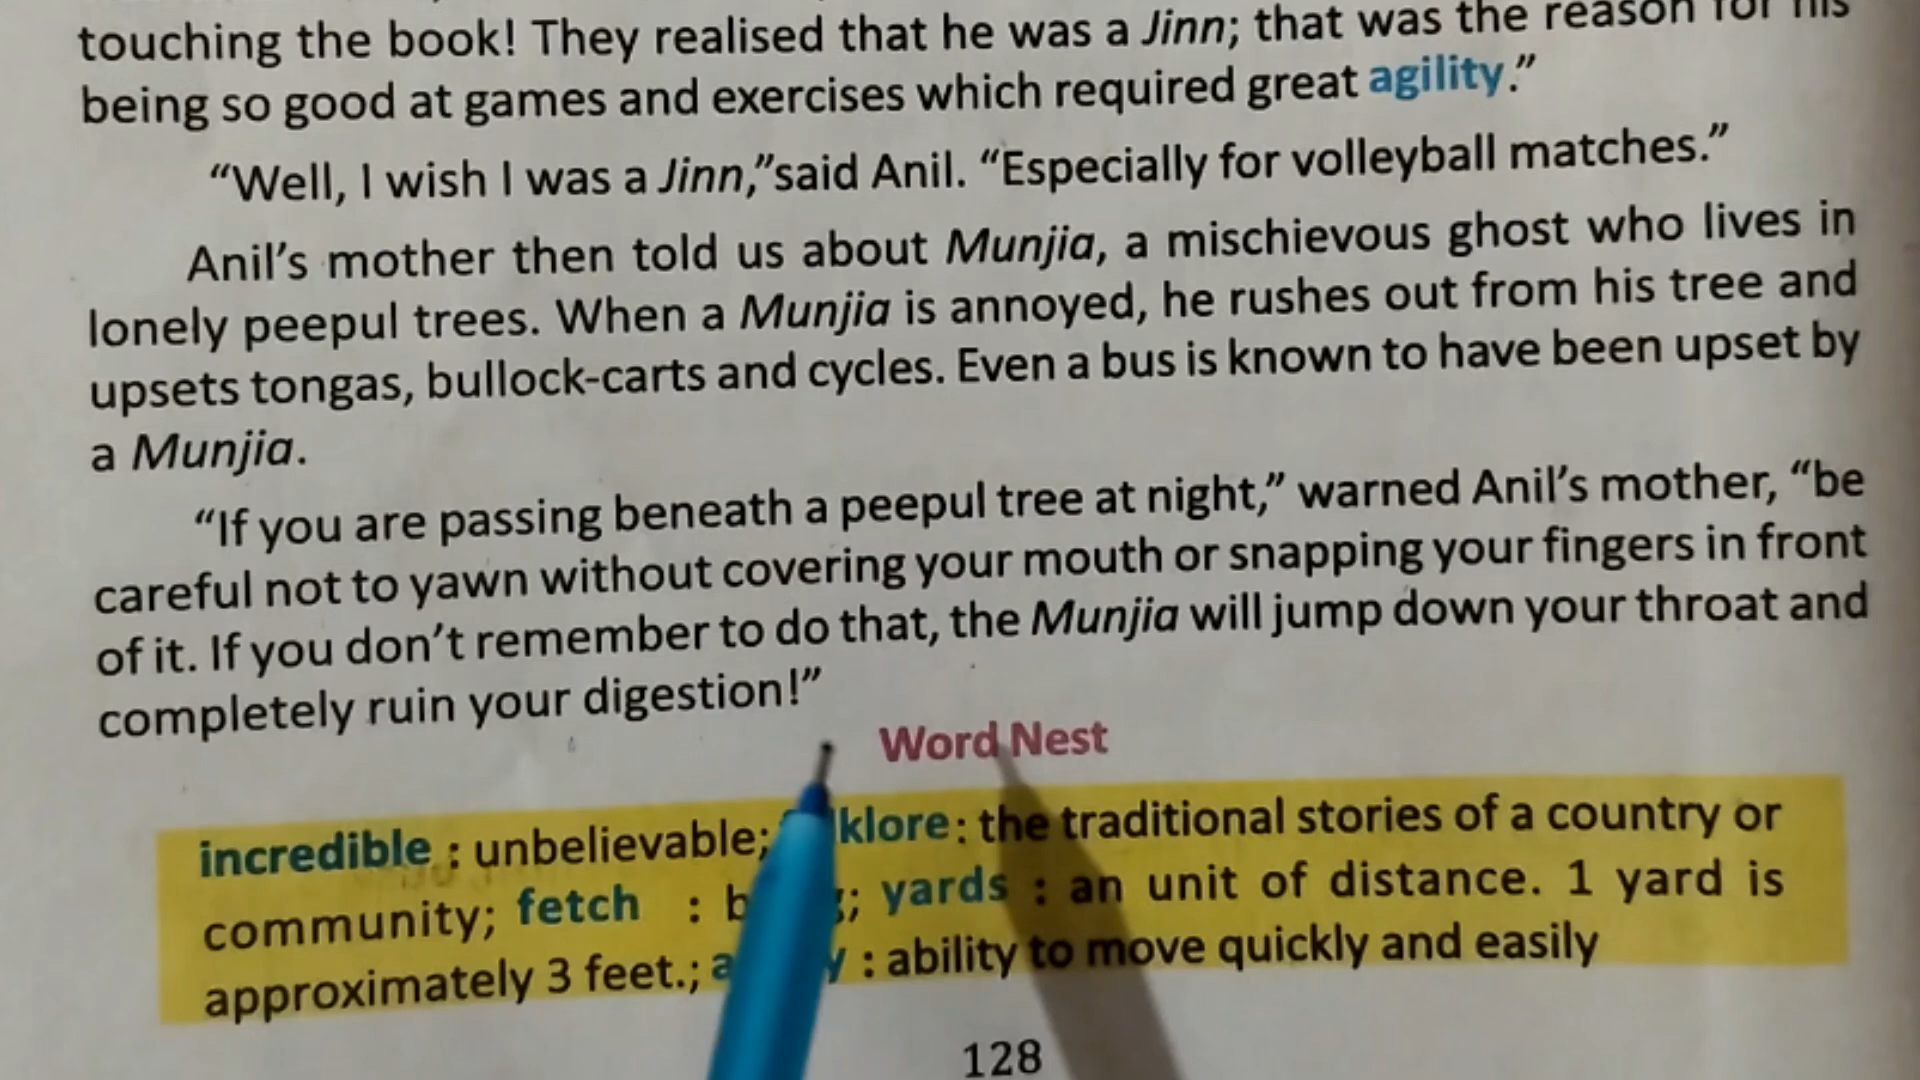 touching the book! They realised that he was a Jinn; that was the reason for his
being so good at games and exercises which required great agility.”
“Well, I wish I was a Jinn,”said Anil. “Especially for volleyball matches.”
Anil’s mother then told us about Munjia, a mischievous ghost who lives in
lonely peepul trees. When a Munjia is annoyed, he rushes out from his tree and
upsets tongas, bullock-carts and cycles. Even a bus is known to have been upset by
a Munjia.
“If you are passing beneath a peepul tree at night,” warned Anil’s mother, “be
careful not to yawn without covering your mouth or snapping your fingers in front
of it. If you don’t remember to do that, the Munjia will jump down your throat and
completely ruin your digestion!”
Word Nest
incredible : unbelievable; klore: the traditional stories of a country or
community; fetch : ; yards : an unit of distance. 1 yard is
approximately 3 feet.; : ability to move quickly and easily
128